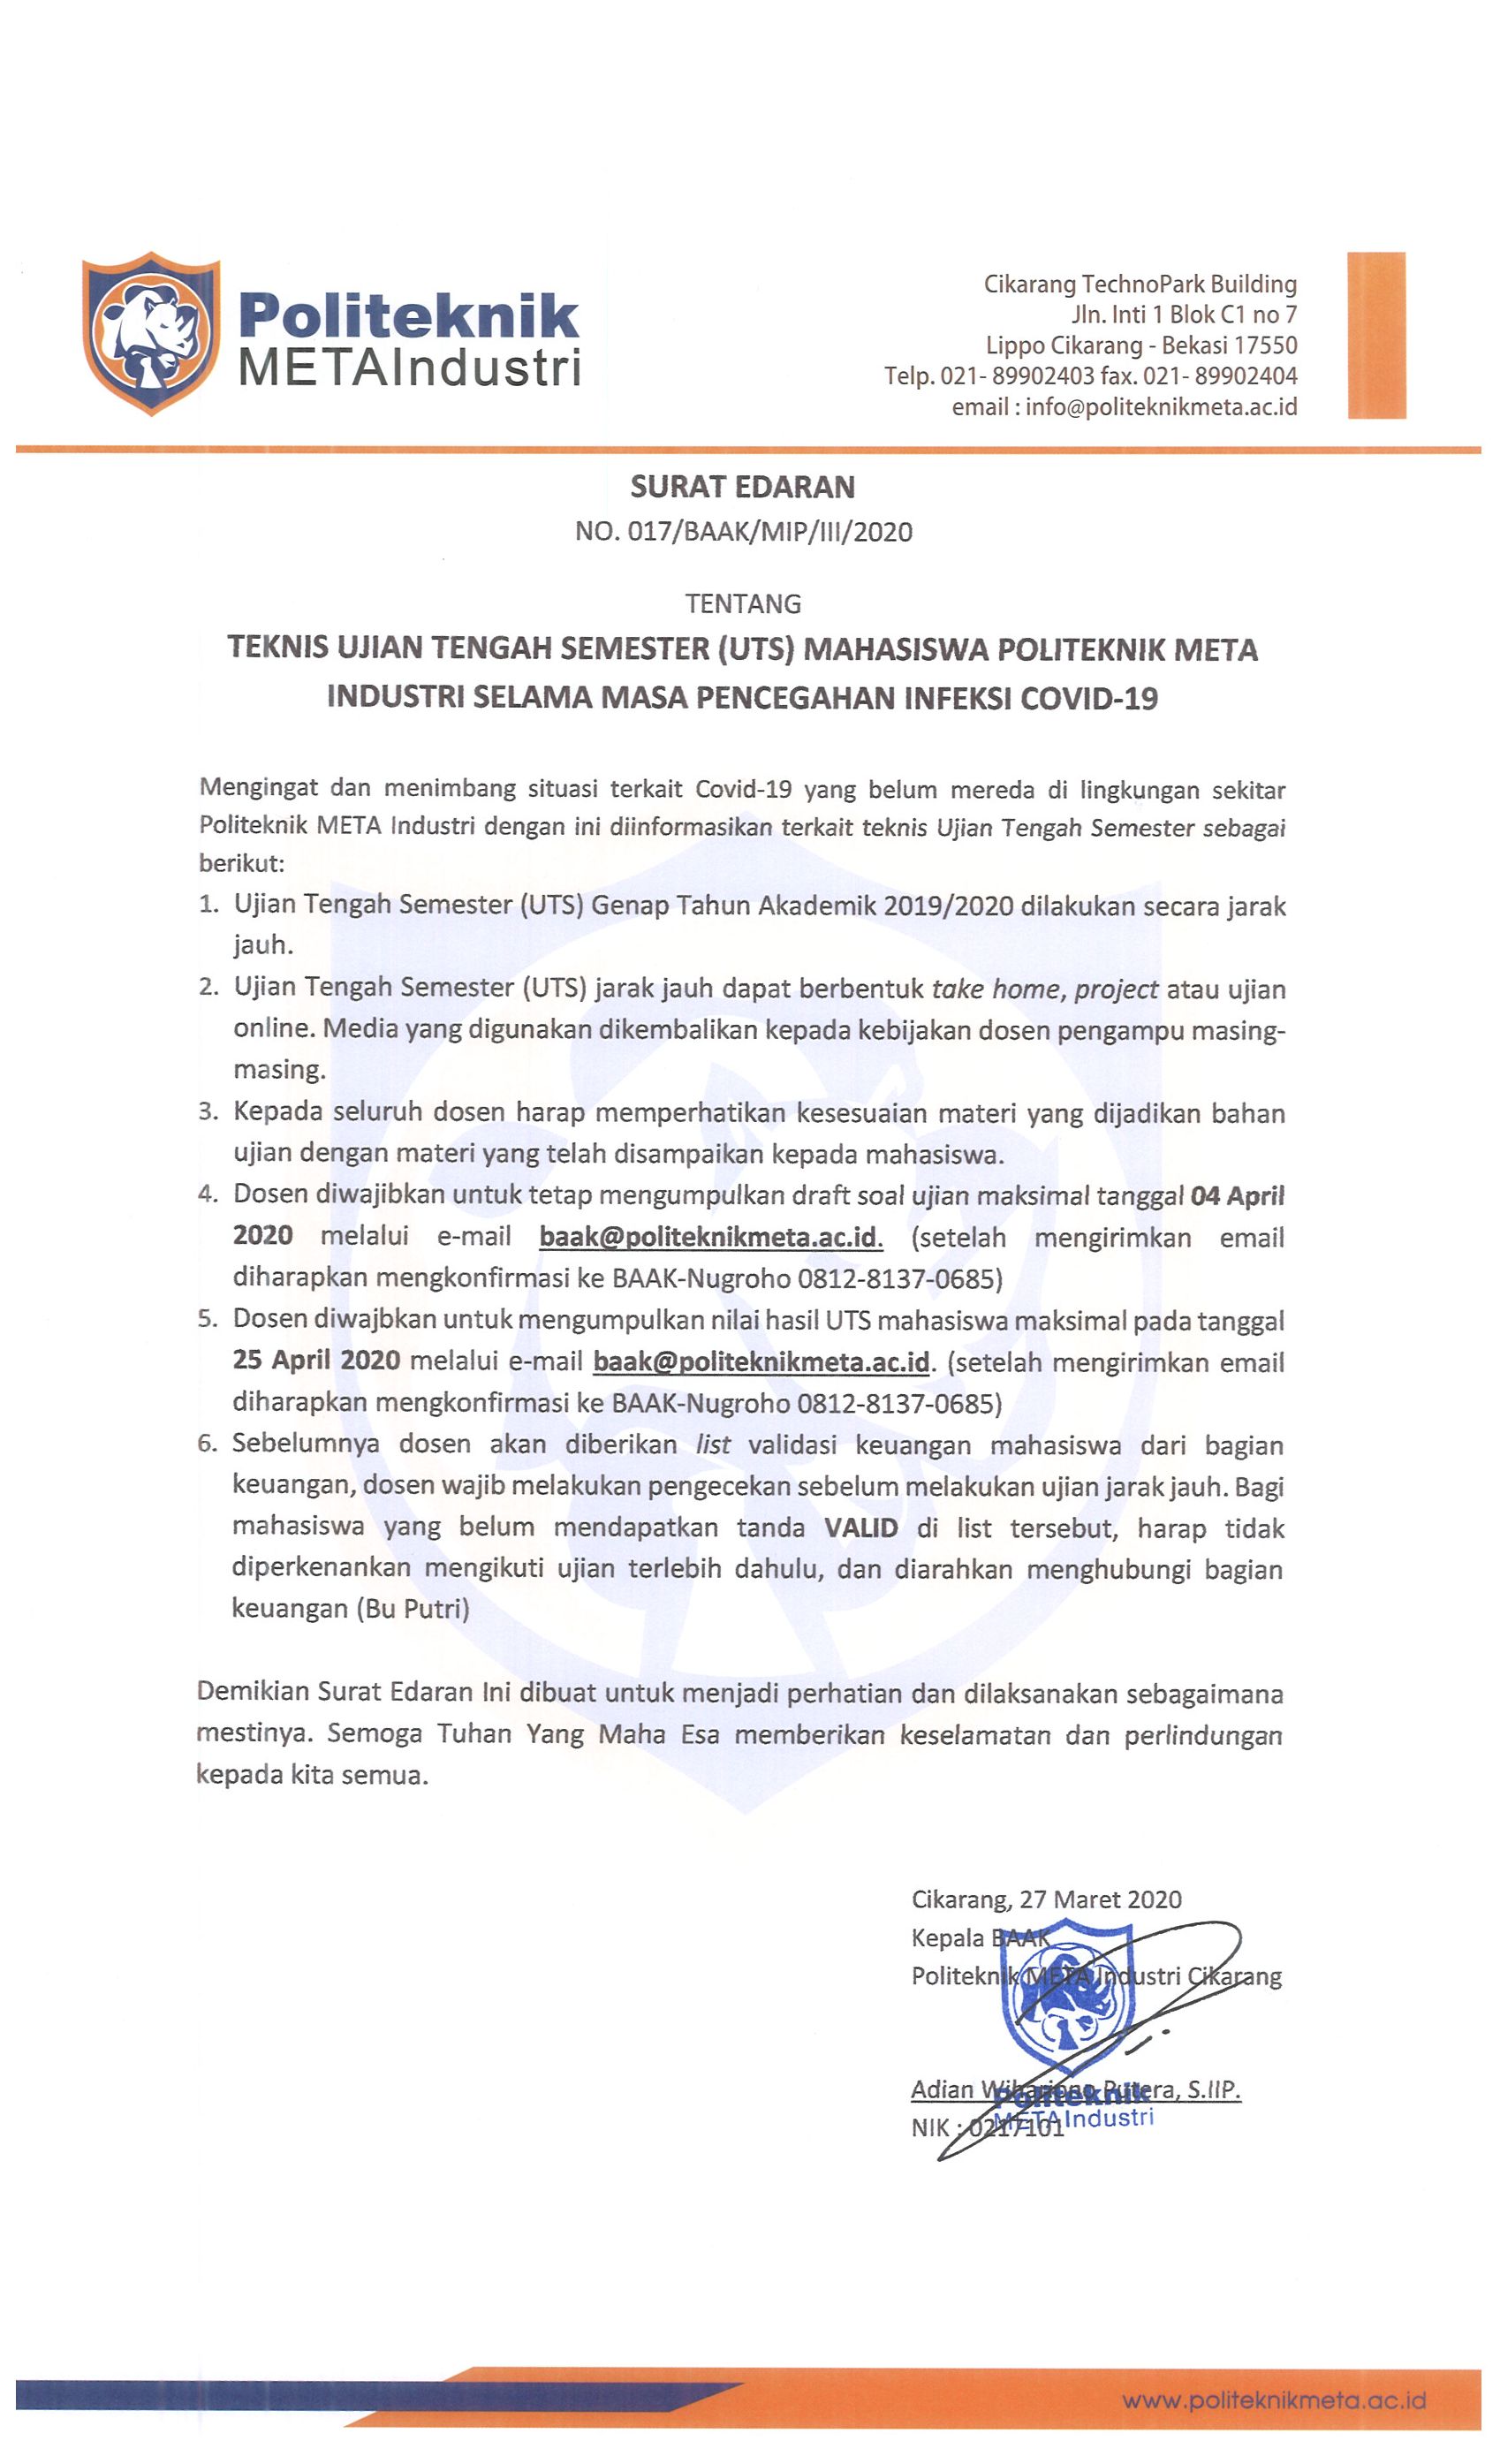 Politeknik
METAIndustri
Cikarang TechnoPark Building
Jln. Inti 1 Blok C1 no 7
Lippo Cikarang - Bekasi 17550
Telp. 021- 89902403 fax. 021- 89902404
email : info@politeknikmeta.ac.id
SURAT EDARAN
NO. 017/BAAK/MIP/III/2020
TENTANG
TEKNIS UJIAN TENGAH SEMESTER (UTS) MAHASISWA POLITEKNIK META
INDUSTRI SELAMA MASA PENCEGAHAN INFEKSI COVID-19
Mengingat dan menimbang situasi terkait Covid-19 yang belum mereda di lingkungan sekitar
Politeknik META Industri dengan ini diinformasikan terkait teknis Ujian Tengah Semester sebagai
berikut:
1. Ujian Tengah Semester (UTS) Genap Tahun Akademik 2019/2020 dilakukan secara jarak
jauh.
2. Ujian Tengah Semester (UTS) jarak jauh dapat berbentuk take home, project atau ujian
online. Media yang digunakan dikembalikan kepada kebijakan dosen pengampu masing-
masing.
3. Kepada seluruh dosen harap memperhatikan kesesuaian materi yang dijadikan bahan
ujian dengan materi yang telah disampaikan kepada mahasiswa.
4. Dosen diwajibkan untuk tetap mengumpulkan draft soal ujian maksimal tanggal 04 April
2020 melalui e-mail baak@politeknikmeta.ac.id. (setelah mengirimkan email
diharapkan mengkonfirmasi ke BAAK-Nugroho 0812-8137-0685)
5. Dosen diwajbkan untuk mengumpulkan nilai hasil UTS mahasiswa maksimal pada tanggal
25 April 2020 melalui e-mail baak@politeknikmeta.ac.id. (setelah mengirimkan email
diharapkan mengkonfirmasi ke BAAK-Nugroho 0812-8137-0685)
6. Sebelumnya dosen akan diberikan list validasi keuangan mahasiswa dari bagian
keuangan, dosen wajib melakukan pengecekan sebelum melakukan ujian jarak jauh. Bagi
mahasiswa yang belum mendapatkan tanda VALID di list tersebut, harap tidak
diperkenankan mengikuti ujian terlebih dahulu, dan diarahkan menghubungi bagian
keuangan (Bu Putri)
Demikian Surat Edaran Ini dibuat untuk menjadi perhatian dan dilaksanakan sebagaimana
mestinya. Semoga Tuhan Yang Maha Esa memberikan keselamatan dan perlindungan
kepada kita semua.
Cikarang, 27 Maret 2020
Kepala BAAK
Politeknik META Industri Cikarang
Adian Putera, S.IIP.
Politeknik
METAIndustri
NIK : 0217101
www.politeknikmeta.ac.id